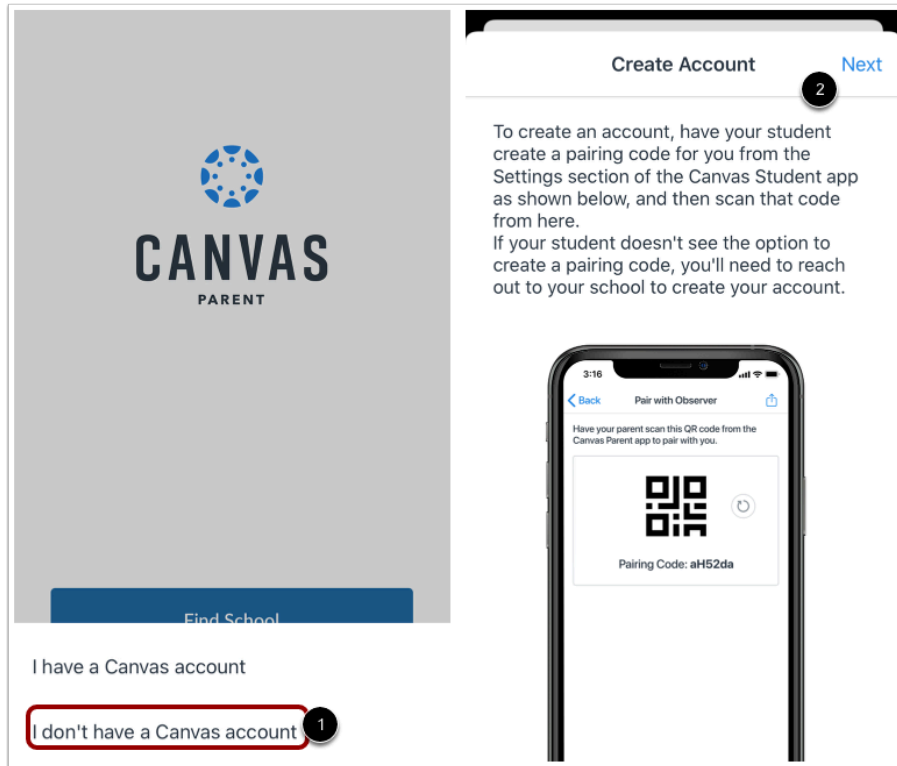 CANVAS
PARENT
Find School
I have a Canvas account
I don't have a Canvas account
1
Create Account
Next
2
To create an account, have your student
create a pairing code for you from the
Settings section of the Canvas Student app
as shown below, and then scan that code
from here.
If your student doesn't see the option to
create a pairing code, you'll need to reach
out to your school to create your account.
3:16
Back
Pair with Observer
Have your parent scan this QR code from the
Canvas Parent app to pair with you.
Pairing Code: aH52da